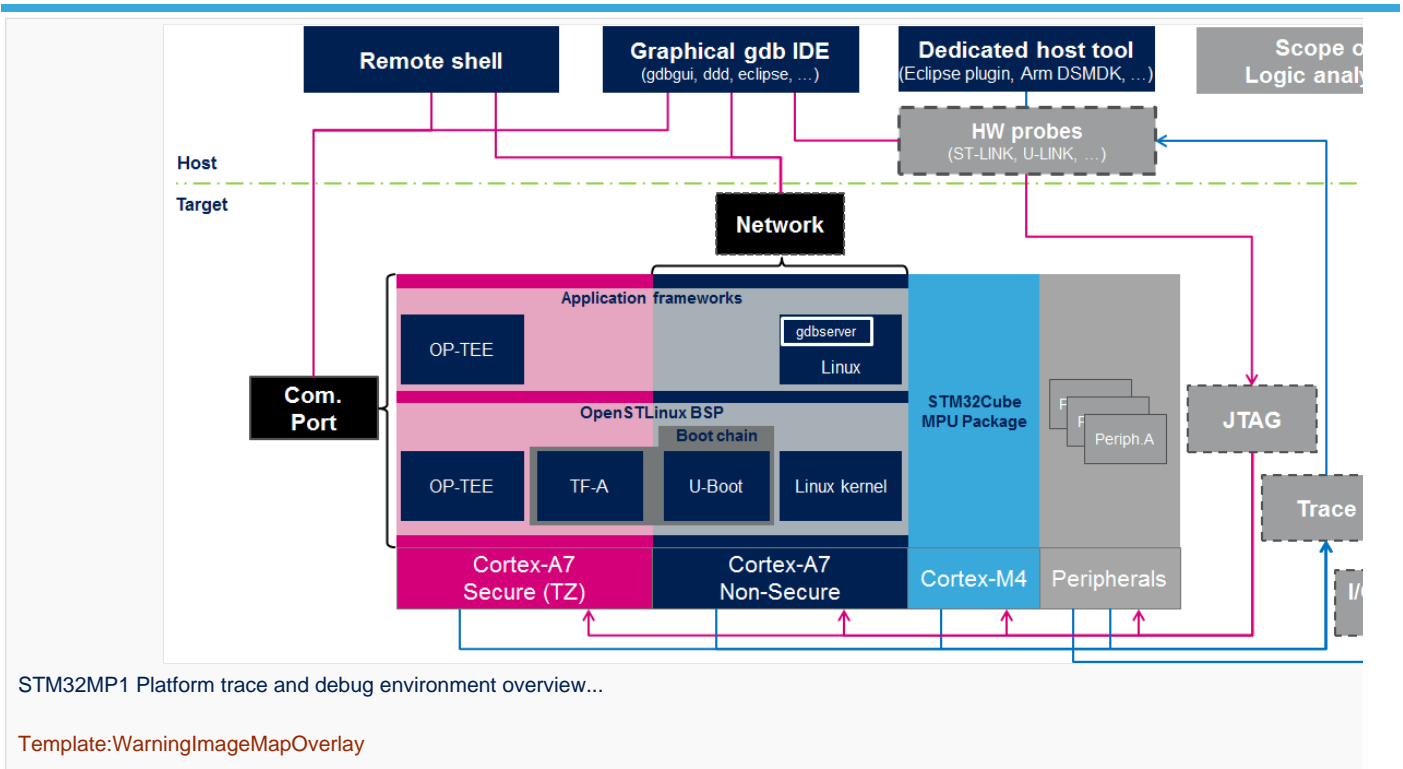 Remote shell
Graphical gdb IDE
(gdbgui, ddd, eclipse, …)
Dedicated host tool
(Eclipse plugin, Arm DSMDK, …)
Scope
Logic
HW probes
(ST-LINK, U-LINK, …)
Host
Target
Network
Application frameworks
OP-TEE
gdbserver
Linux
Com.
Port
OpenSTLinux BSP
Boot chain
OP-TEE
TF-A
U-Boot
Linux kernel
STM32Cube
MPU Package
Periph.A
JTAG
Trace
Cortex-A7
Secure (TZ)
Cortex-A7
Non-Secure
Cortex-M4
Peripherals
STM32MP1 Platform trace and debug environment overview...
Template:WarningImageMapOverlay